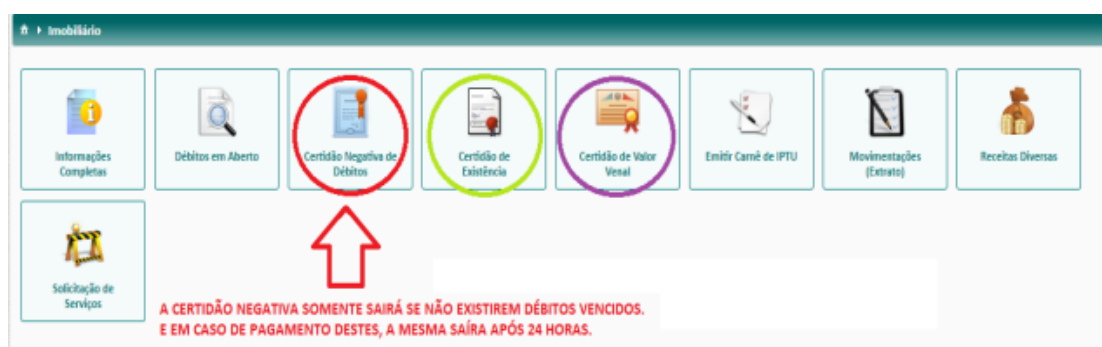 Imobiliário
Informações
Completas
Débitos em Aberto
Certidão Negativa de
Débitos
Certidão de
Existência
Certidão de Valor
Venal
Emitir Carnê de IPTU
Movimentações
(Extrato)
Receitas Diversas
Solicitação de
Serviços
A CERTIDÃO NEGATIVA SOMENTE SAIRÁ SE NÃO EXISTIREM DÉBITOS VENCIDOS.
E EM CASO DE PAGAMENTO DESTES, A MESMA SAÍRA APÓS 24 HORAS.